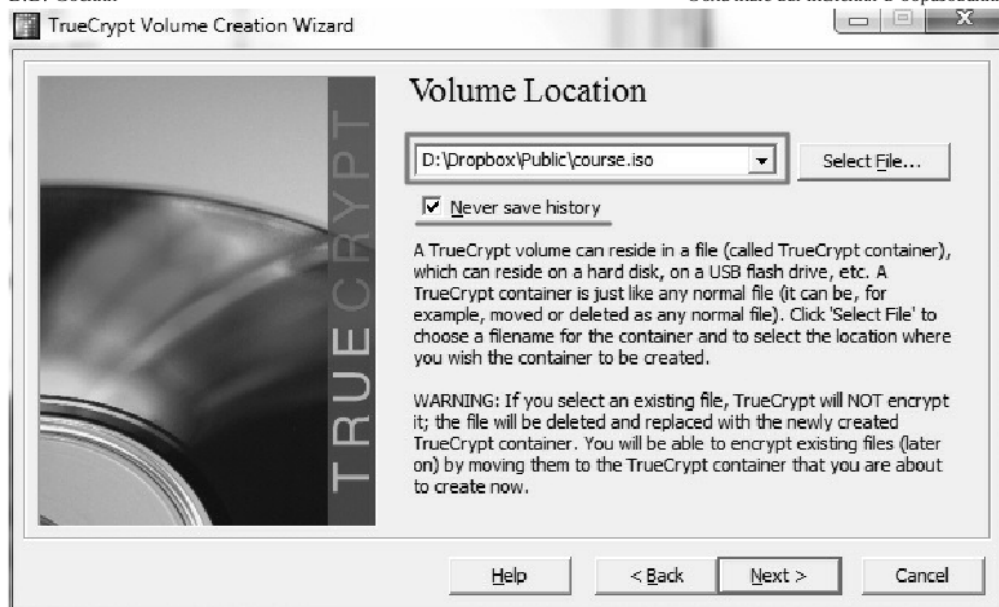 TrueCrypt Volume Creation Wizard
Volume Location
D:\Dropbox\Public\course.iso
Select File...
Never save history
A TrueCrypt volume can reside in a file (called TrueCrypt container),
which can reside on a hard disk, on a USB flash drive, etc. A
TrueCrypt container is just like any normal file (it can be, for
example, moved or deleted as any normal file). Click 'Select File' to
choose a filename for the container and to select the location where
you wish the container to be created.
WARNING: If you select an existing file, TrueCrypt will NOT encrypt
it; the file will be deleted and replaced with the newly created
TrueCrypt container. You will be able to encrypt existing files (later
on) by moving them to the TrueCrypt container that you are about
to create now.
TRUECRYPT
Help
< Back
Next >
Cancel